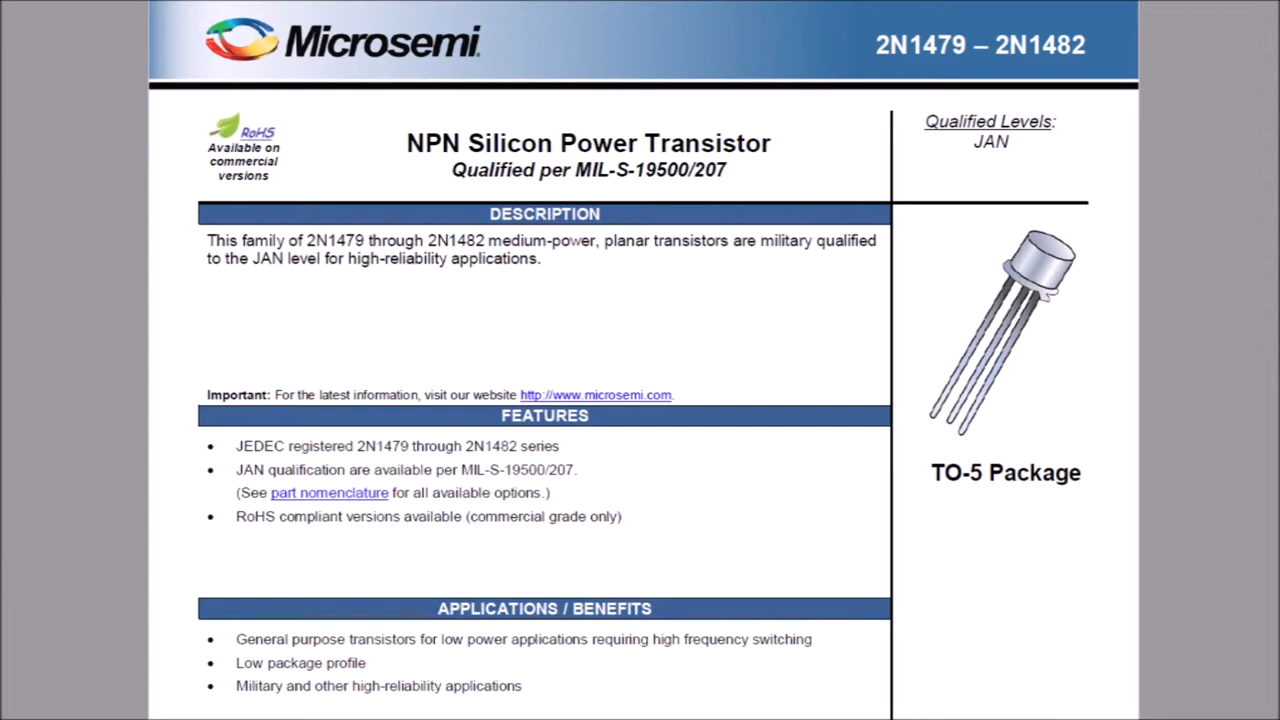 Microsemi
2N1479 – 2N1482
RoHS
Available on
commercial
versions
NPN Silicon Power Transistor
Qualified per MIL-S-19500/207
Qualified Levels:
JAN
DESCRIPTION
This family of 2N1479 through 2N1482 medium-power, planar transistors are military qualified
to the JAN level for high-reliability applications.
Important: For the latest information, visit our website http://www.microsemi.com.
FEATURES
• JEDEC registered 2N1479 through 2N1482 series
• JAN qualification are available per MIL-S-19500/207.
(See part nomenclature for all available options.)
• RoHS compliant versions available (commercial grade only)
TO-5 Package
APPLICATIONS / BENEFITS
• General purpose transistors for low power applications requiring high frequency switching
• Low package profile
• Military and other high-reliability applications